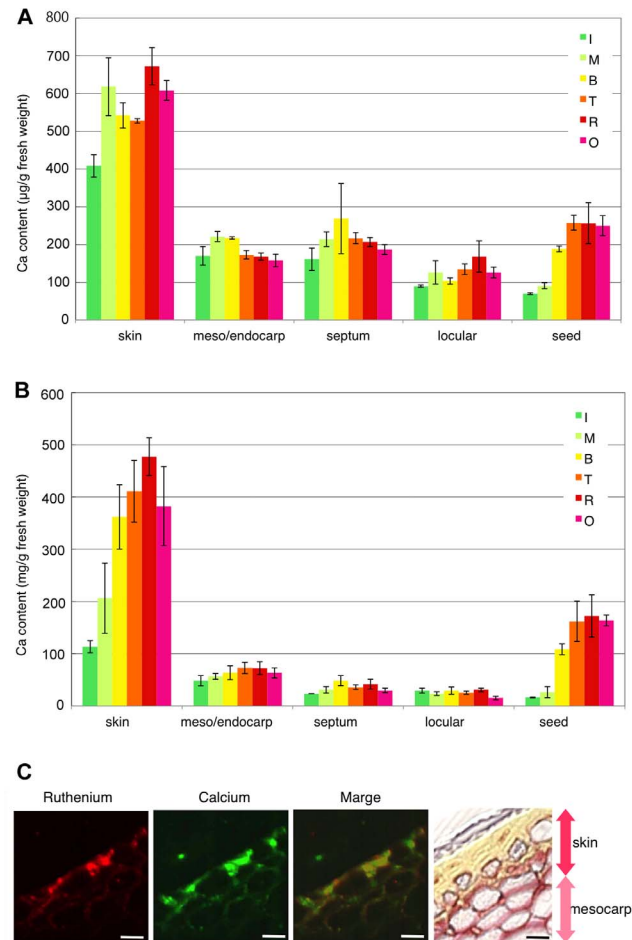 A
Ca content (µg/g fresh weight)
800
700
600
500
400
300
200
100
0
I
M
B
T
R
O
skin meso/endocarp septum locular seed
B
Ca content (mg/g fresh weight)
600
500
400
300
200
100
0
I
M
B
T
R
O
skin meso/endocarp septum locular seed
C
Ruthenium Calcium Marge
skin
mesocarp